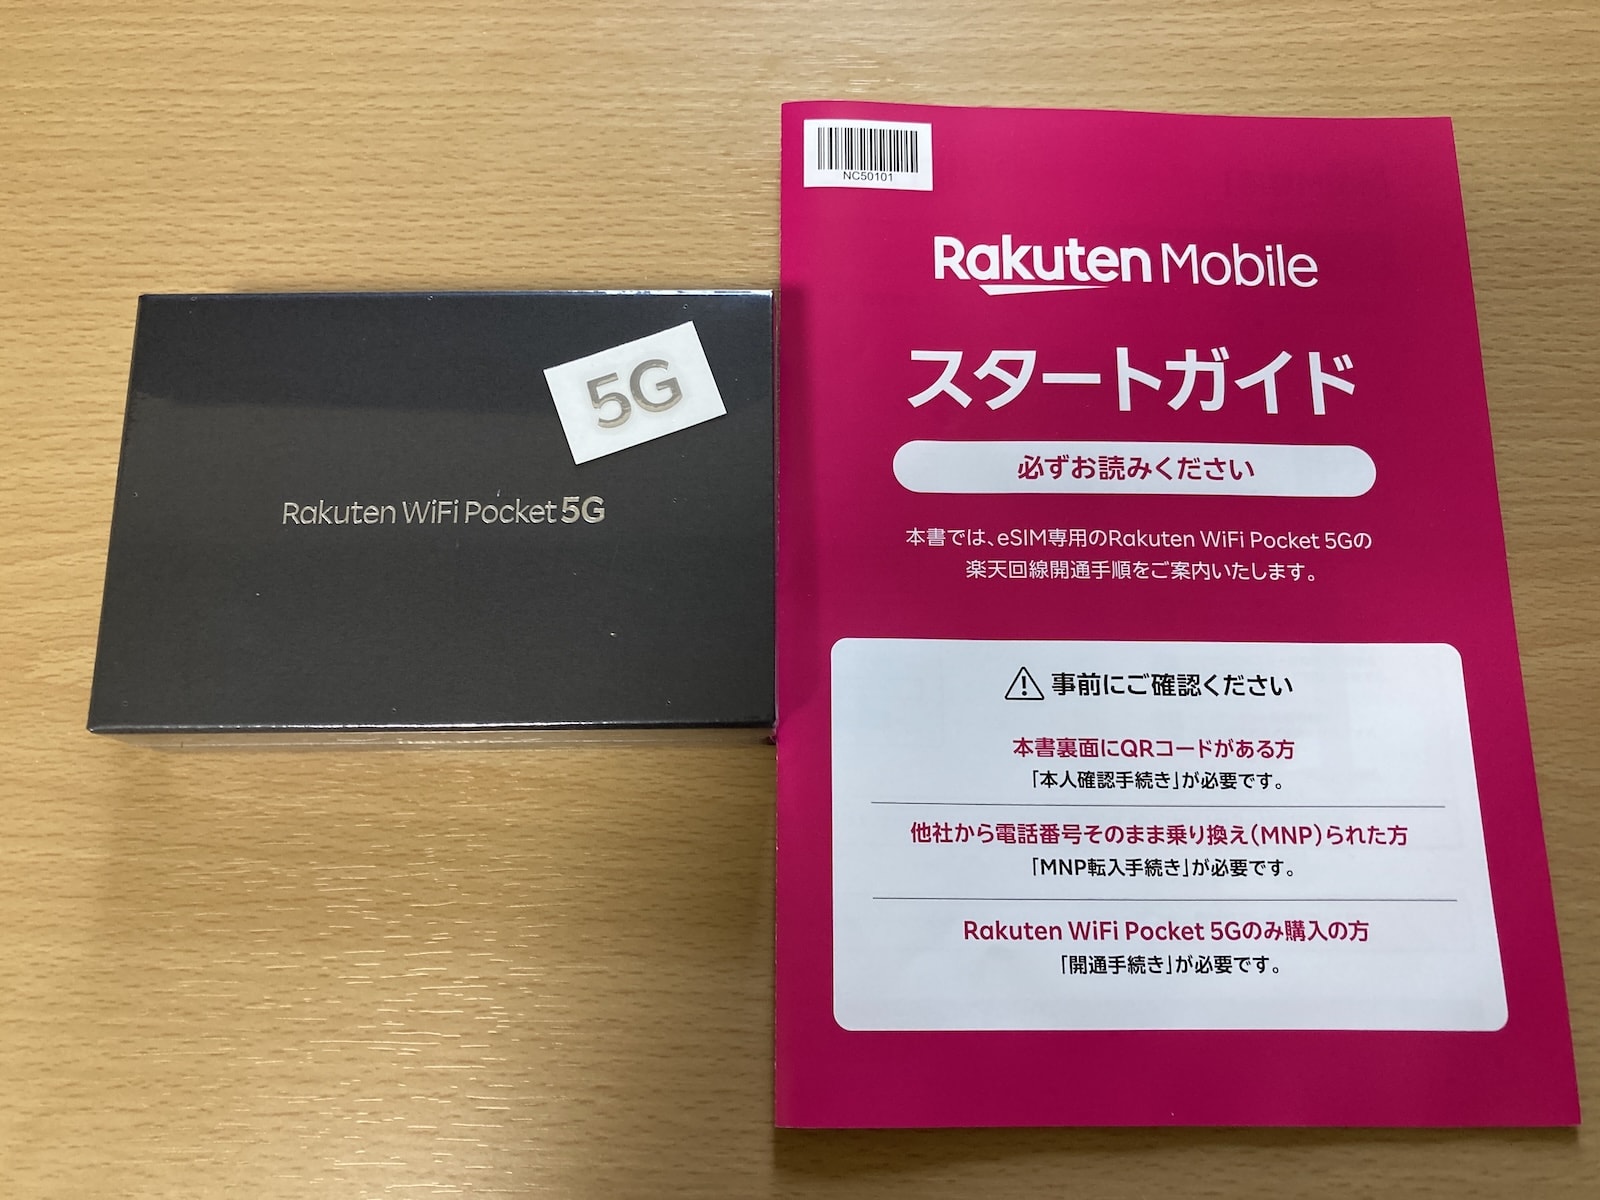 5G
Rakuten WiFi Pocket 5G
NC50101
Rakuten Mobile
スタートガイド
必ずお読みください
本書では、eSIM専用のRakuten WiFi Pocket 5Gの
楽天回線開通手順をご案内いたします。
事前にご確認ください
本書裏面にQRコードがある方
「本人確認手続き」が必要です。
他社から電話番号そのまま乗り換え（MNP）られた方
「MNP転入手続き」が必要です。
Rakuten WiFi Pocket 5Gのみ購入の方
「開通手続き」が必要です。